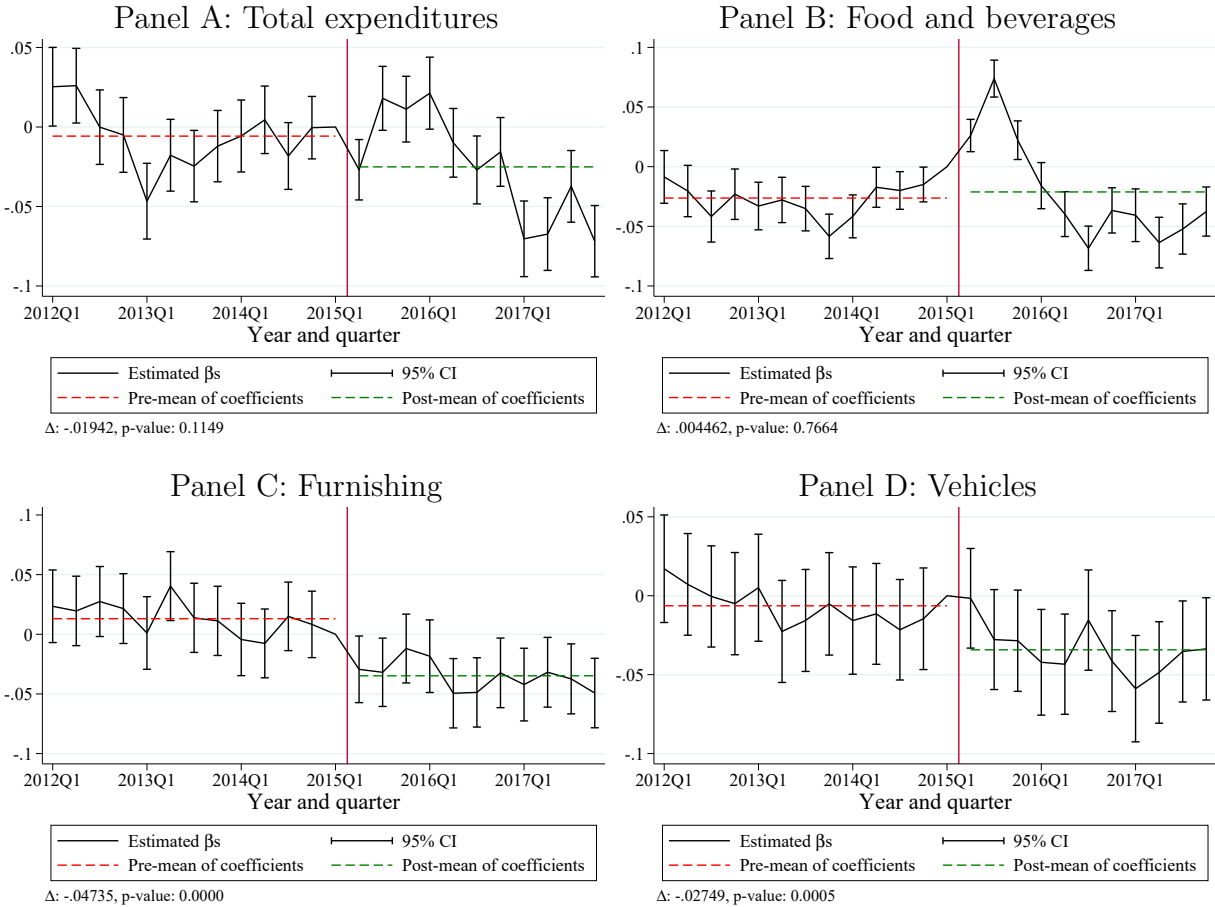 Panel A: Total expenditures
.05
0
-.05
-.1
2012Q1 2013Q1 2014Q1 2015Q1 2016Q1 2017Q1
Year and quarter
Estimated βs 95% CI
Pre-mean of coefficients Post-mean of coefficients
Δ: -.01942, p-value: 0.1149
Panel B: Food and beverages
.1
.05
0
-.05
-.1
2012Q1 2013Q1 2014Q1 2015Q1 2016Q1 2017Q1
Year and quarter
Estimated βs 95% CI
Pre-mean of coefficients Post-mean of coefficients
Δ: .004462, p-value: 0.7664
Panel C: Furnishing
.1
.05
0
-.05
-.1
2012Q1 2013Q1 2014Q1 2015Q1 2016Q1 2017Q1
Year and quarter
Estimated βs 95% CI
Pre-mean of coefficients Post-mean of coefficients
Δ: -.04735, p-value: 0.0000
Panel D: Vehicles
.05
0
-.05
-.1
2012Q1 2013Q1 2014Q1 2015Q1 2016Q1 2017Q1
Year and quarter
Estimated βs 95% CI
Pre-mean of coefficients Post-mean of coefficients
Δ: -.02749, p-value: 0.0005